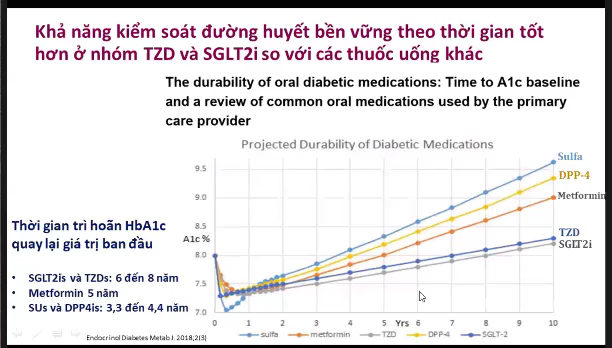 Khả năng kiểm soát đường huyết bền vững theo thời gian tốt
hơn ở nhóm TZD và SGLT2i so với các thuốc uống khác
The durability of oral diabetic medications: Time to A1c baseline
and a review of common oral medications used by the primary
care provider
Projected Durability of Diabetic Medications
Sulfa
DPP-4
Metformin
TZD
SGLT2i
9.5
9.0
8.5
8.0
7.5
7.0
A1c %
0 1 2 3 4 5 6 7 8 9 10
Yrs
sulfa metformin TZD DPP-4 SGLT-2
Thời gian trì hoãn HbA1c
quay lại giá trị ban đầu
• SGLT2is và TZDs: 6 đến 8 năm
• Metformin 5 năm
• SUs và DPP4is: 3,3 đến 4,4 năm
Endocrinol Diabetes Metab J. 2018;2(3)